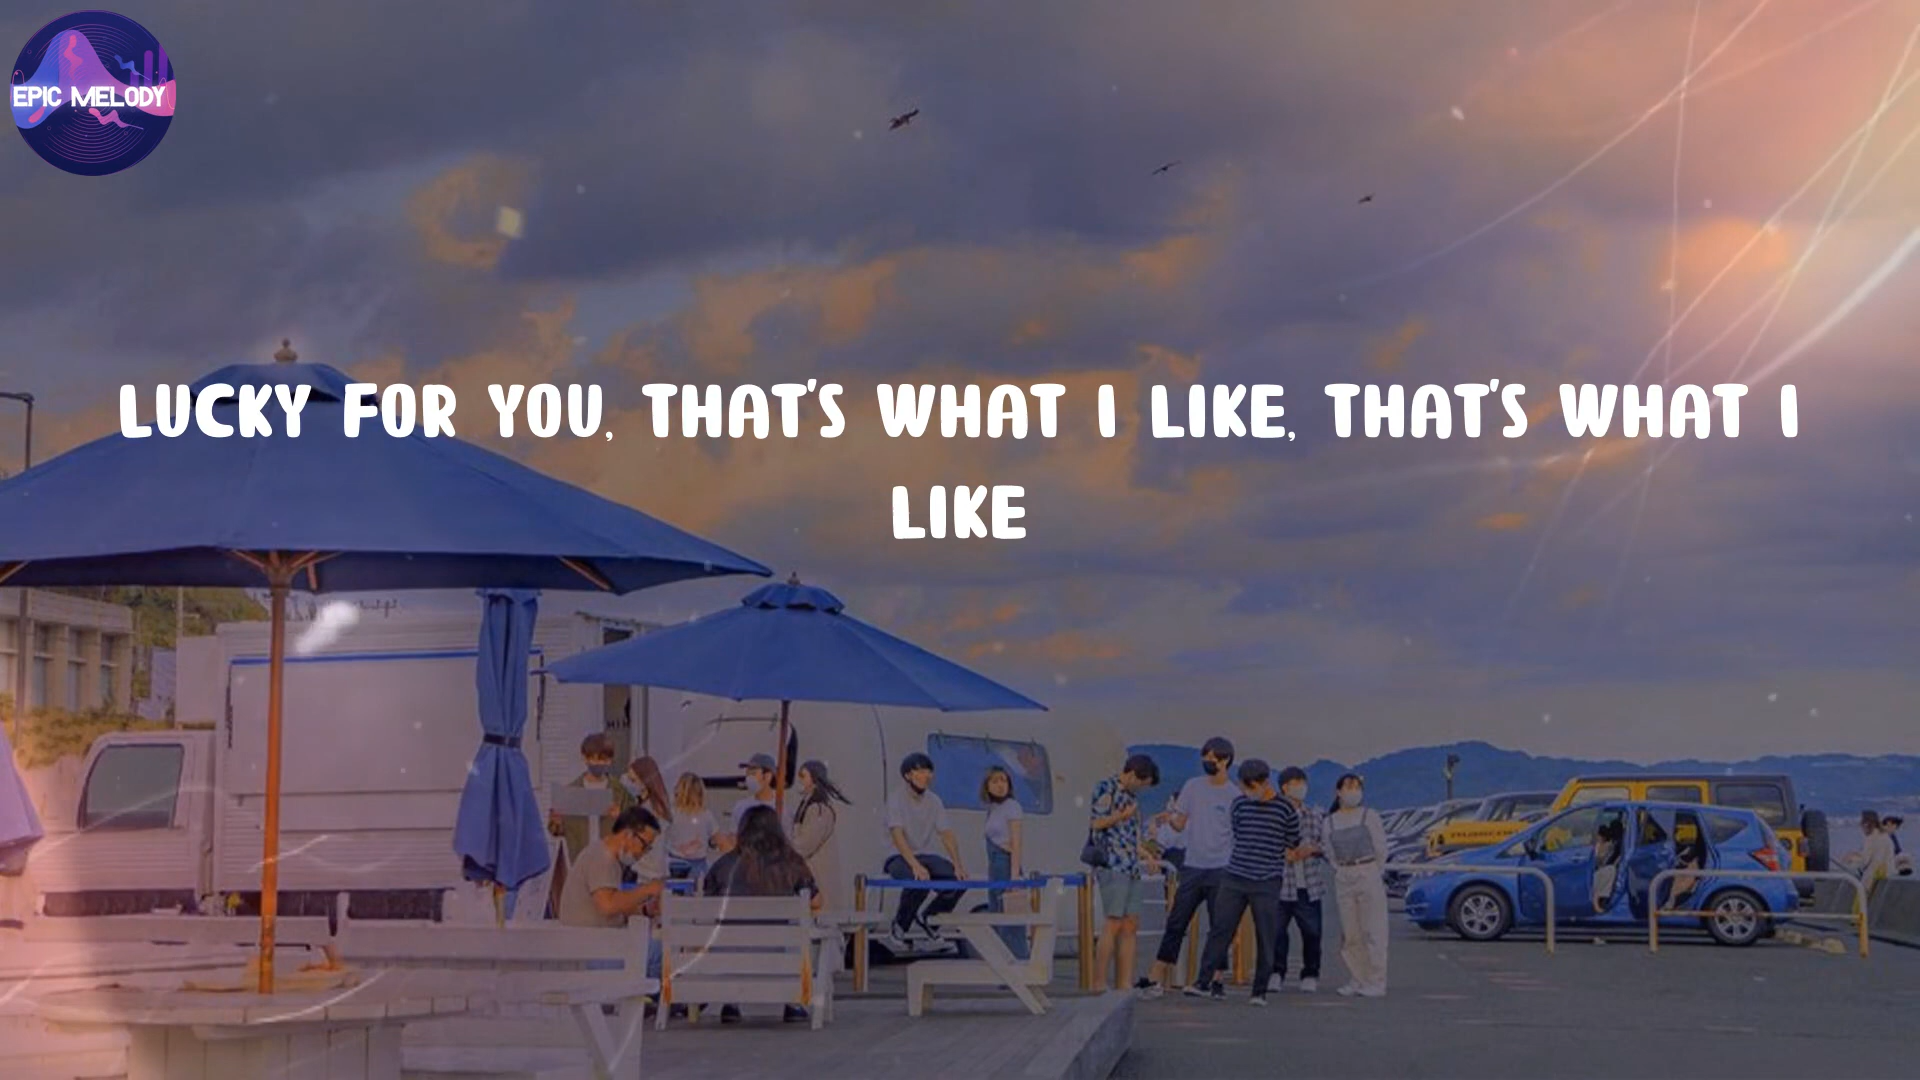 EPIC MELODY
LUCKY FOR YOU, THAT'S WHAT I LIKE, THAT'S WHAT I
LIKE